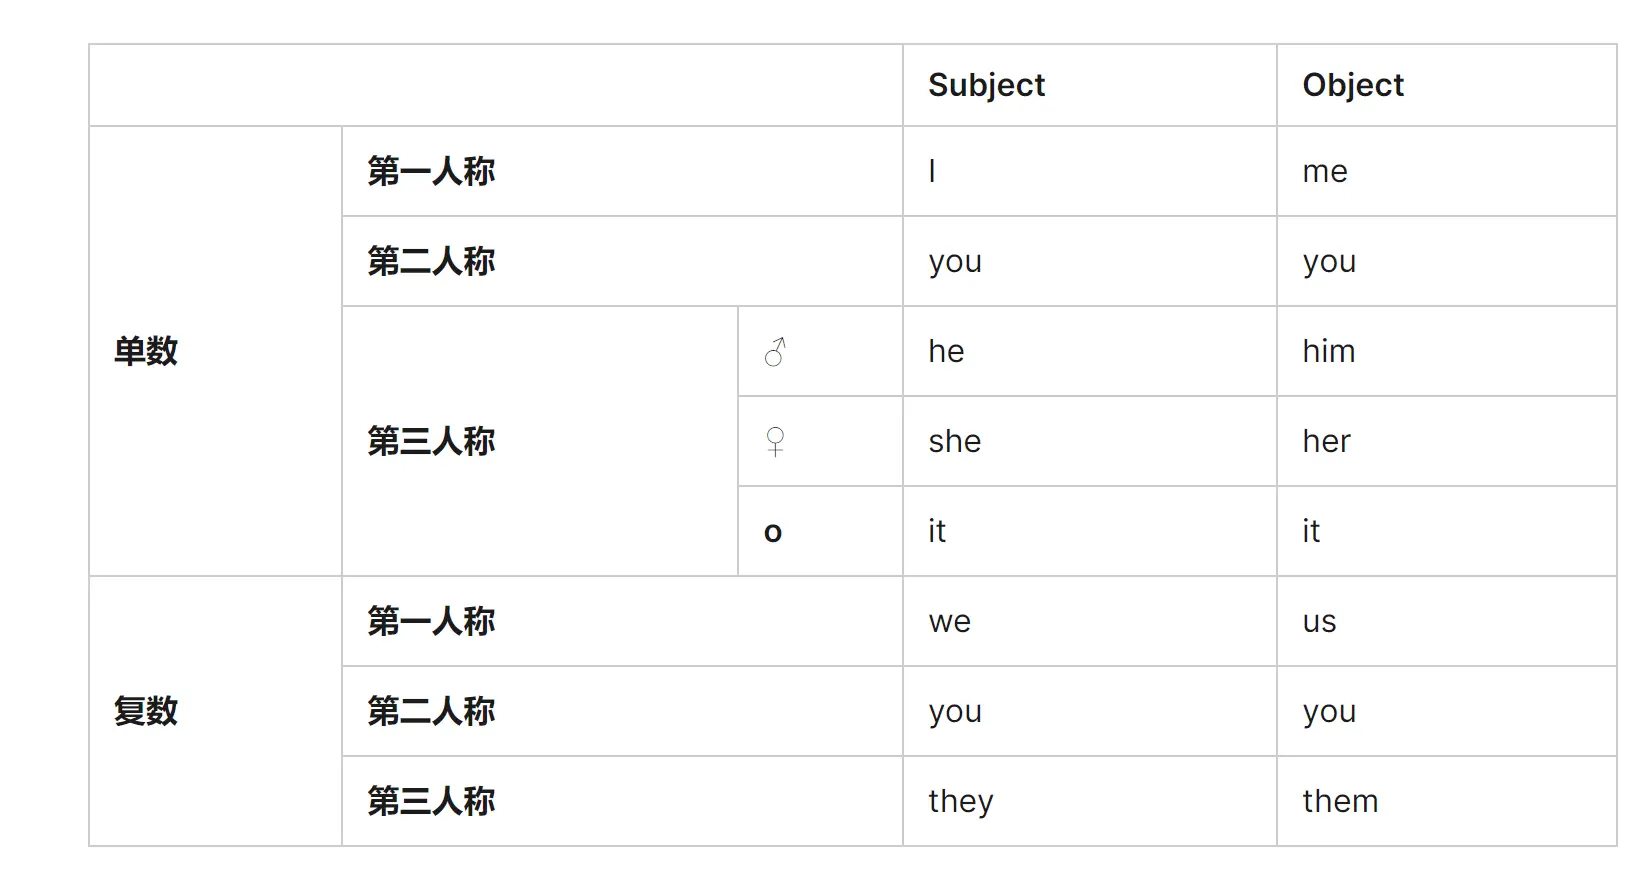 Subject Object
单数 第一人称 I me
第二人称 you you
第三人称 ♂ he him
♀ she her
o it it
复数 第一人称 we us
第二人称 you you
第三人称 they them